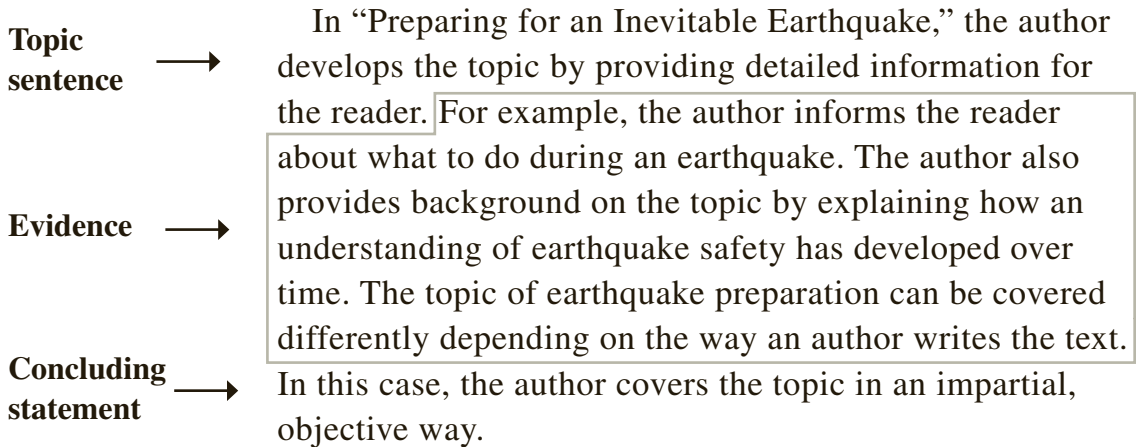 Topic
sentence
In “Preparing for an Inevitable Earthquake,” the author
develops the topic by providing detailed information for
the reader. For example, the author informs the reader
about what to do during an earthquake. The author also
Evidence
provides background on the topic by explaining how an
understanding of earthquake safety has developed over
time. The topic of earthquake preparation can be covered
differently depending on the way an author writes the text.
Concluding
statement
In this case, the author covers the topic in an impartial,
objective way.